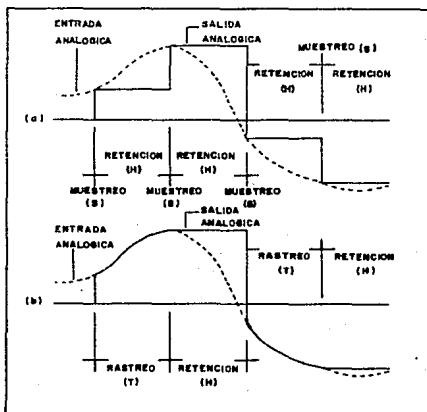 ENTRADA
ANALOGICA
SALIDA
ANALOGICA
MUESTREO (S)
RETENCION
(H)
RETENCION
(H)
(a)
RETENCION
(H)
RETENCION
(H)
MUESTREO
(S)
MUESTREO
(S)
MUESTREO
(S)
SALIDA
ANALOGICA
ENTRADA
ANALOGICA
RASTREO
(T)
RETENCION
(H)
(b)
RASTREO
(T)
RETENCION
(H)